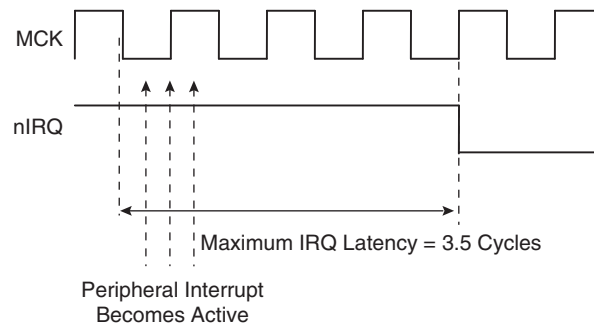 MCK
nIRQ
Maximum IRQ Latency = 3.5 Cycles
Peripheral Interrupt
Becomes Active